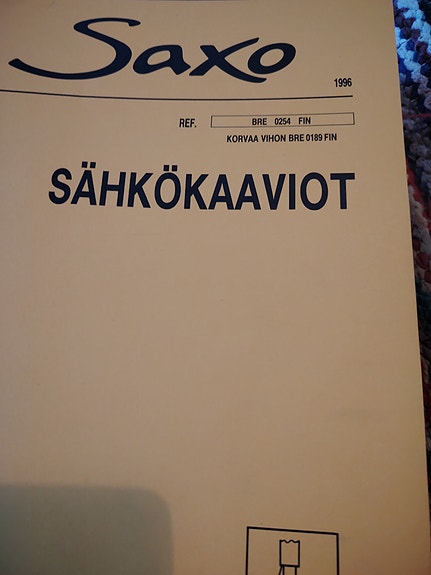 Saxo
1996
REF. BRE 0254 FIN
KORVAA VIHON BRE 0189 FIN
SÄHKÖKAAVIOT